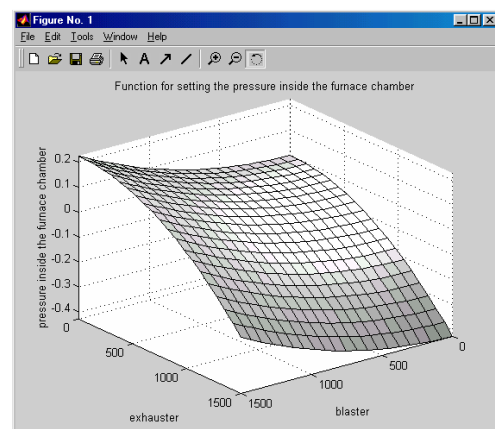 Figure No. 1
File Edit Tools Window Help
A
Function for setting the pressure inside the furnace chamber
pressure inside the furnace chamber
0.2
0.1
0
-0.1
-0.2
-0.3
-0.4
0
500
1000
1500
exhauster
1500
1000
500
0
blaster